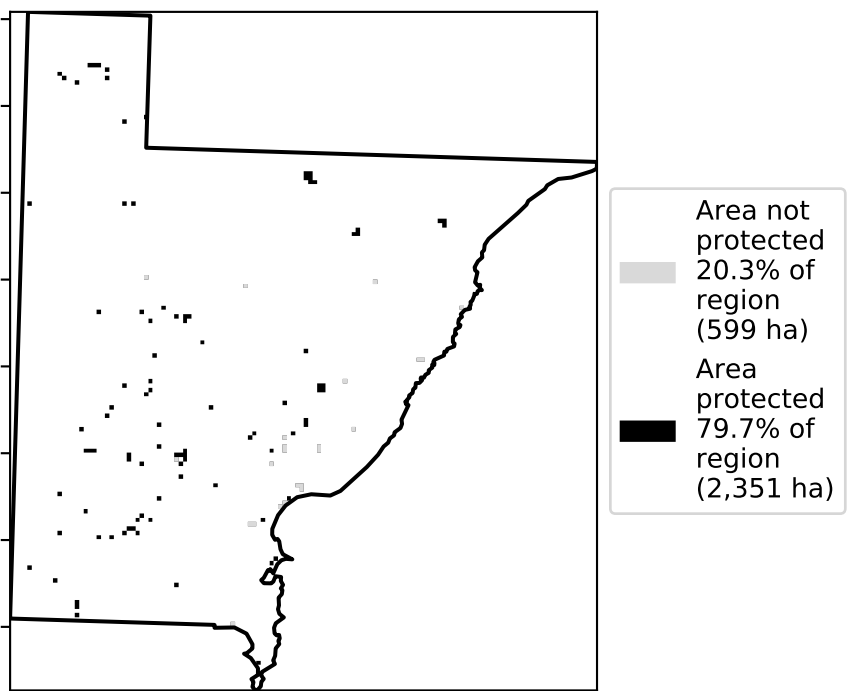 Area not
protected
20.3% of
region
(599 ha)
Area
protected
79.7% of
region
(2,351 ha)